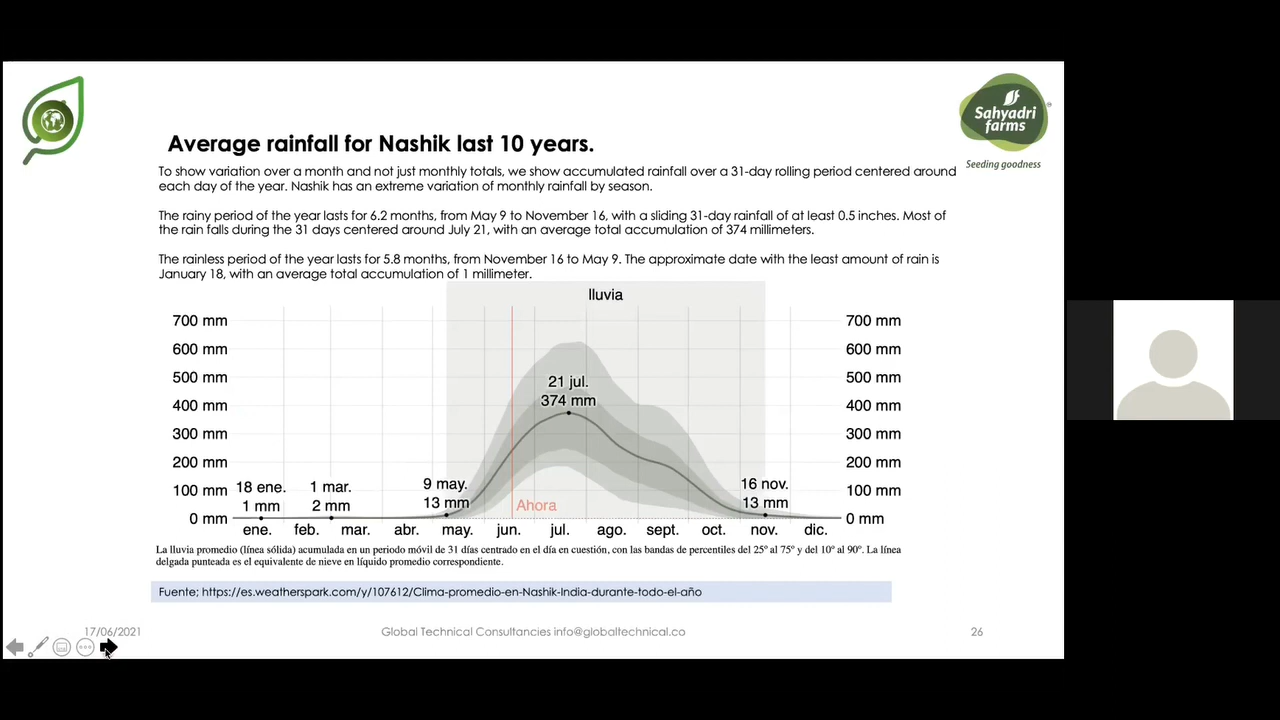 Sahyadri
farms
Seeding goodness
Average rainfall for Nashik last 10 years.
To show variation over a month and not just monthly totals, we show accumulated rainfall over a 31-day rolling period centered around
each day of the year. Nashik has an extreme variation of monthly rainfall by season.
The rainy period of the year lasts for 6.2 months, from May 9 to November 16, with a sliding 31-day rainfall of at least 0.5 inches. Most of
the rain falls during the 31 days centered around July 21, with an average total accumulation of 374 millimeters.
The rainless period of the year lasts for 5.8 months, from November 16 to May 9. The approximate date with the least amount of rain is
January 18, with an average total accumulation of 1 millimeter.
lluvia
700 mm 700 mm
600 mm 600 mm
500 mm 500 mm
21 jul.
374 mm
400 mm 400 mm
300 mm 300 mm
200 mm 200 mm
18 ene. 1 mar. 9 may. 16 nov.
100 mm 100 mm
1 mm 2 mm 13 mm Ahora 13 mm
0 mm 0 mm
ene. feb. mar. abr. may. jun. jul. ago. sept. oct. nov. dic.
La lluvia promedio (línea sólida) acumulada en un periodo móvil de 31 días centrado en el día en cuestión, con las bandas de percentiles del 25º al 75º y del 10º al 90º. La línea
delgada punteada es el equivalente de nieve en líquido promedio correspondiente.
Fuente; https://es.weatherspark.com/y/107612/Clima-promedio-en-Nashik-India-durante-todo-el-año
17/06/2021 Global Technical Consultancies info@globaltechnical.co 26